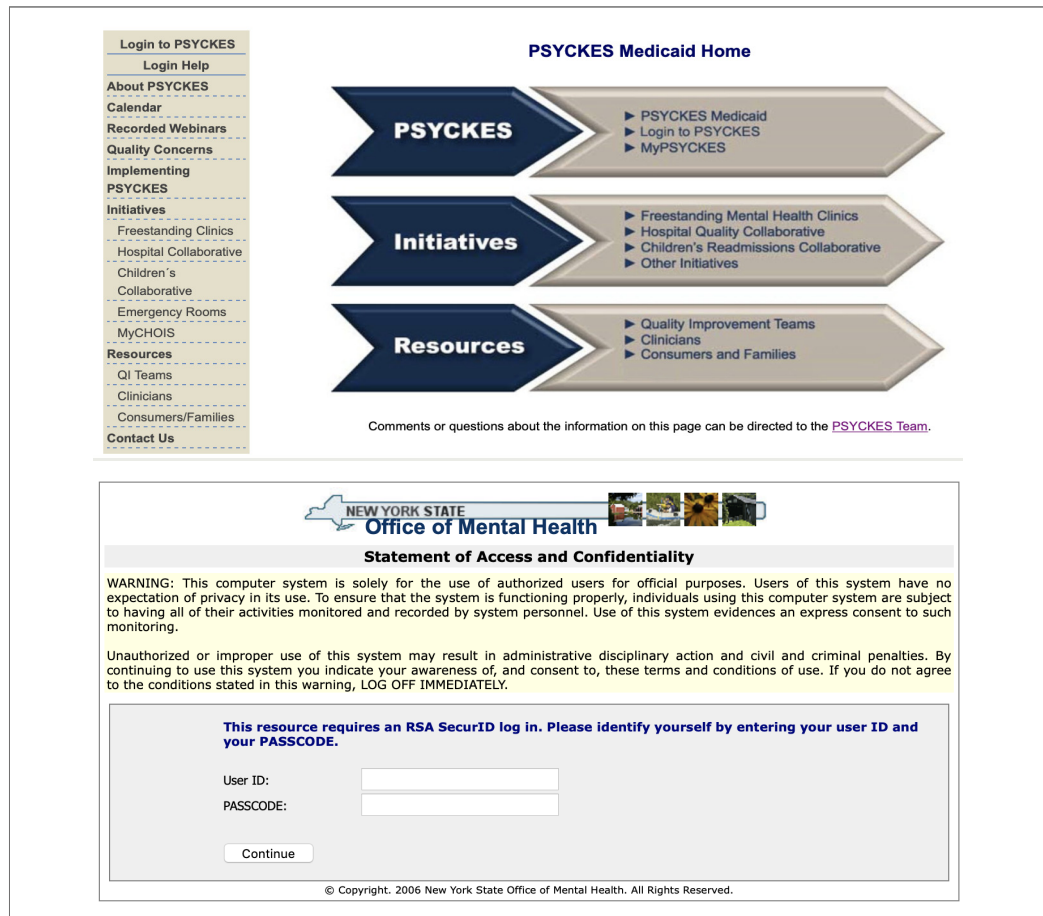 Login to PSYCKES
Login Help
About PSYCKES
Calendar
Recorded Webinars
Quality Concerns
Implementing
PSYCKES
Initiatives
Freestanding Clinics
Hospital Collaborative
Children´s
Collaborative
Emergency Rooms
MyCHOIS
Resources
QI Teams
Clinicians
Consumers/Families
Contact Us
PSYCKES Medicaid Home
PSYCKES
► PSYCKES Medicaid
► Login to PSYCKES
► MyPSYCKES
Initiatives
► Freestanding Mental Health Clinics
► Hospital Quality Collaborative
► Children's Readmissions Collaborative
► Other Initiatives
Resources
► Quality Improvement Teams
► Clinicians
► Consumers and Families
Comments or questions about the information on this page can be directed to the PSYCKES Team.
NEW YORK STATE
Office of Mental Health
Statement of Access and Confidentiality
WARNING: This computer system is solely for the use of authorized users for official purposes. Users of this system have no
expectation of privacy in its use. To ensure that the system is functioning properly, individuals using this computer system are subject
to having all of their activities monitored and recorded by system personnel. Use of this system evidences an express consent to such
monitoring.
Unauthorized or improper use of this system may result in administrative disciplinary action and civil and criminal penalties. By
continuing to use this system you indicate your awareness of, and consent to, these terms and conditions of use. If you do not agree
to the conditions stated in this warning, LOG OFF IMMEDIATELY.
This resource requires an RSA SecurID log in. Please identify yourself by entering your user ID and
your PASSCODE.
User ID:
PASSCODE:
Continue
© Copyright. 2006 New York State Office of Mental Health. All Rights Reserved.